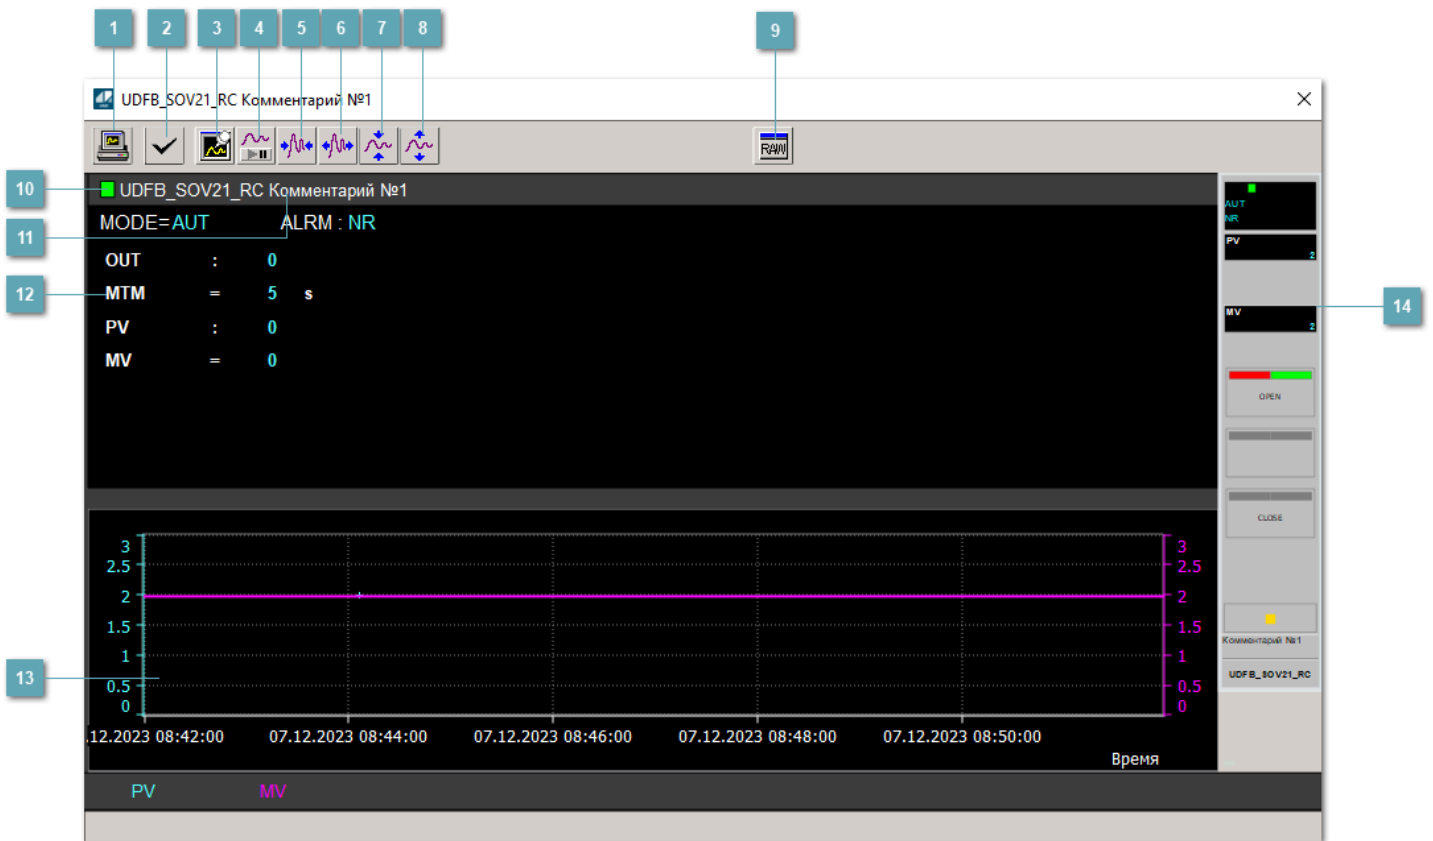 1 2 3 4 5 6 7 8 9
UDFB_SOV21_RC Комментарий №1
RAW
10
UDFB_SOV21_RC Комментарий №1
MODE=AUT ALRM : NR
11
OUT : 0
12
MTM = 5 s
PV : 0
MV = 0
AUT
NR
PV
2
MV
2
14
OPEN
CLOSE
Комментарий №1
UDFB_SOV21_RC
13
3 3
2.5 2.5
2 2
1.5 1.5
1 1
0.5 0.5
0 0
.12.2023 08:42:00 07.12.2023 08:44:00 07.12.2023 08:46:00 07.12.2023 08:48:00 07.12.2023 08:50:00
Время
PV MV